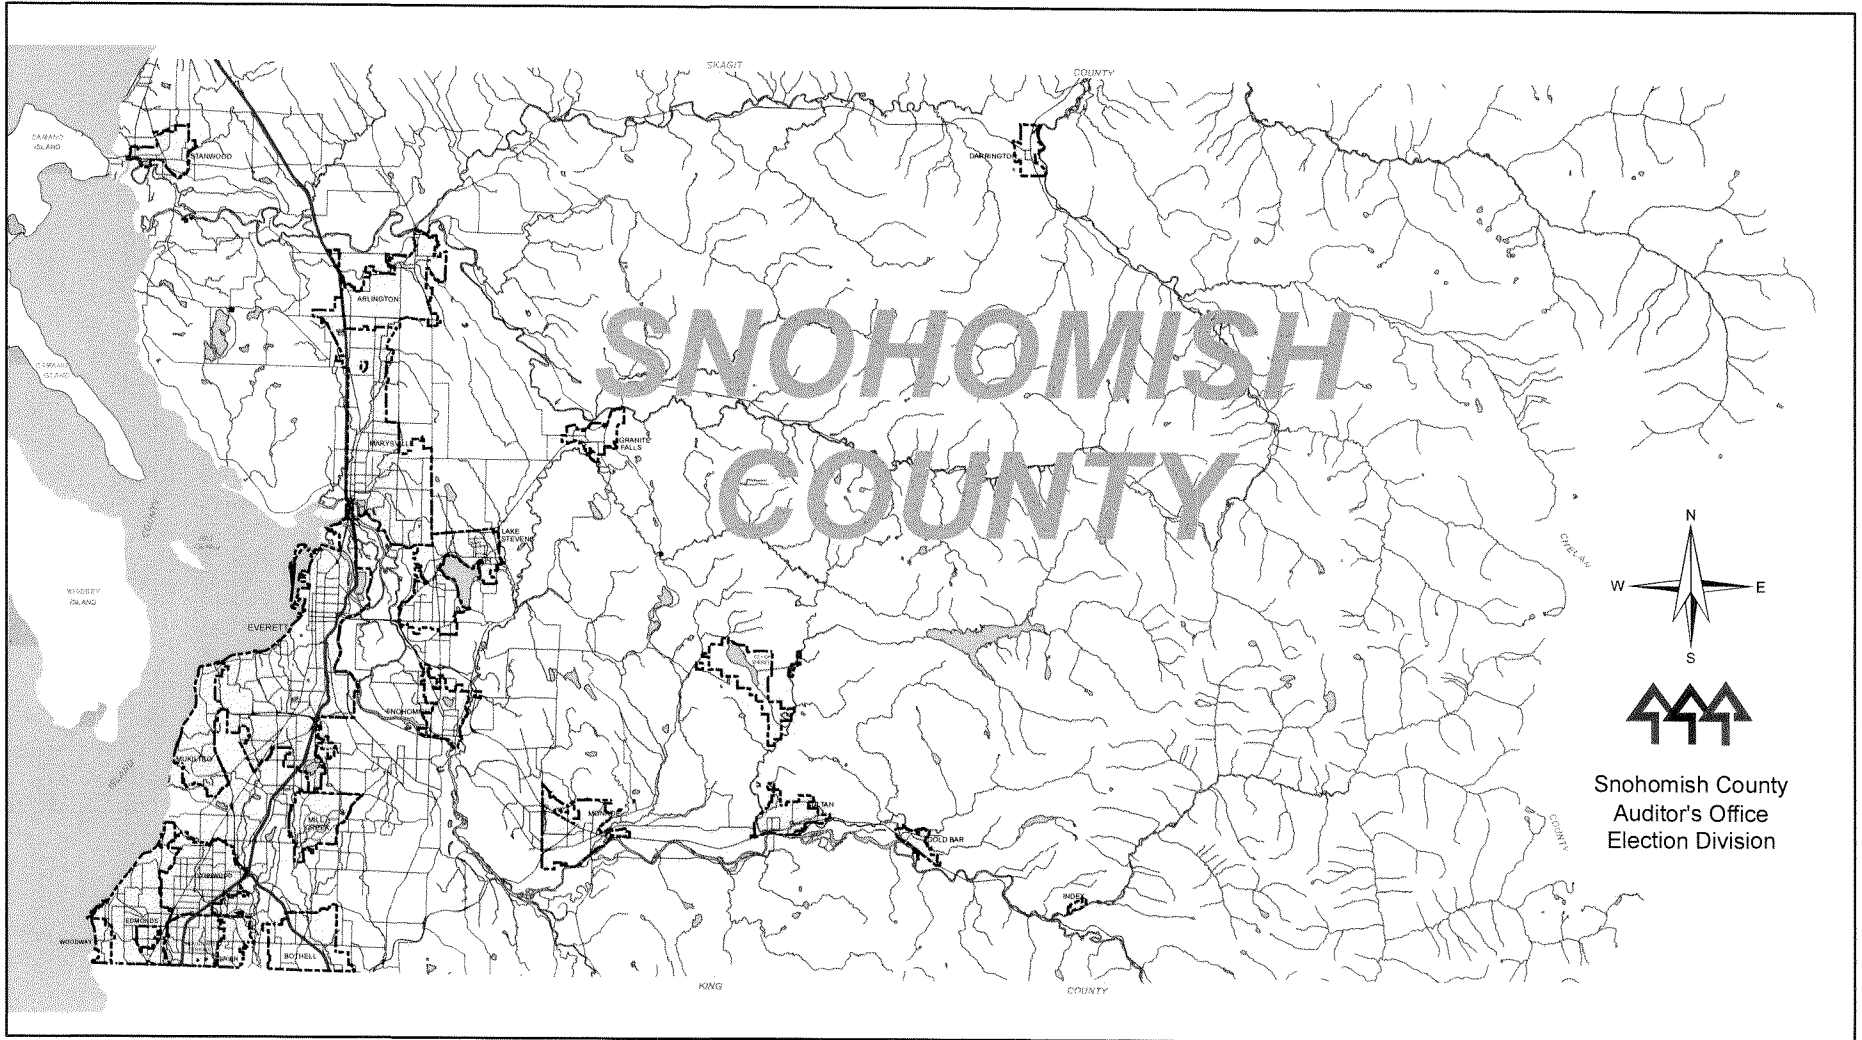 SKAGIT
COUNTY
CAMANO
ISLAND
STANWOOD
DARRINGTON
ARLINGTON
SNOHOMISH
COUNTY
MARYSVILLE
GRANITE
FALLS
LAKE
STEVENS
CHELAN
COUNTY
N
W
E
S
WHIDBEY
ISLAND
EVERETT
SNOHOMISH
MUKILTEO
ISLAND
MILL
CREEK
MONROE
SULTAN
GOLD BAR
INDEX
LYNNWOOD
EDMONDS
WOODWAY
BRIER
BOTHELL
KING
COUNTY
Snohomish County
Auditor's Office
Election Division